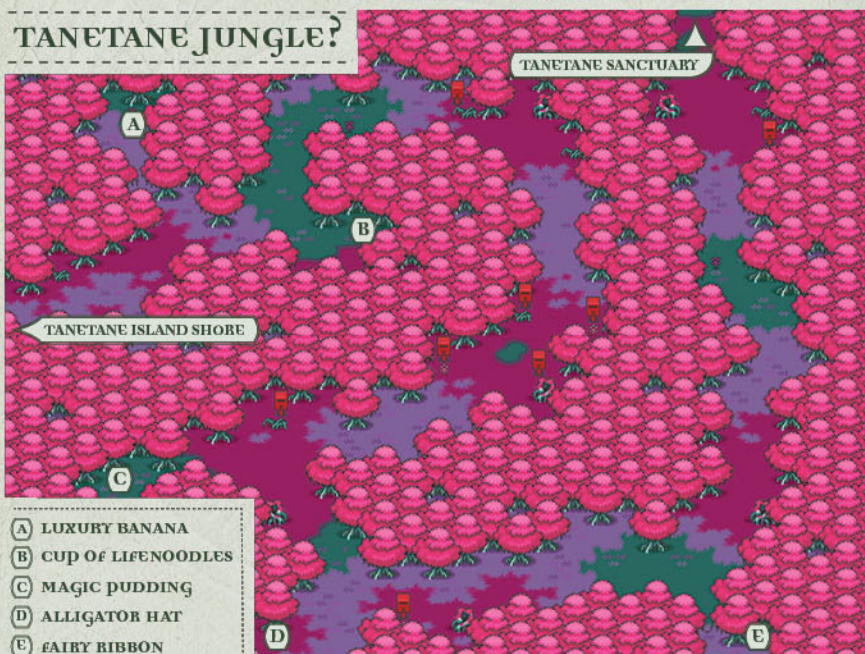 TANETANE JUNGLE?
TANETANE SANCTUARY
A
B
TANETANE ISLAND SHORE
C
A LUXURY BANANA
B CUP OF LIFENOODLES
C MAGIC PUDDING
D ALLIGATOR HAT
E FAIRY RIBBON
D
E